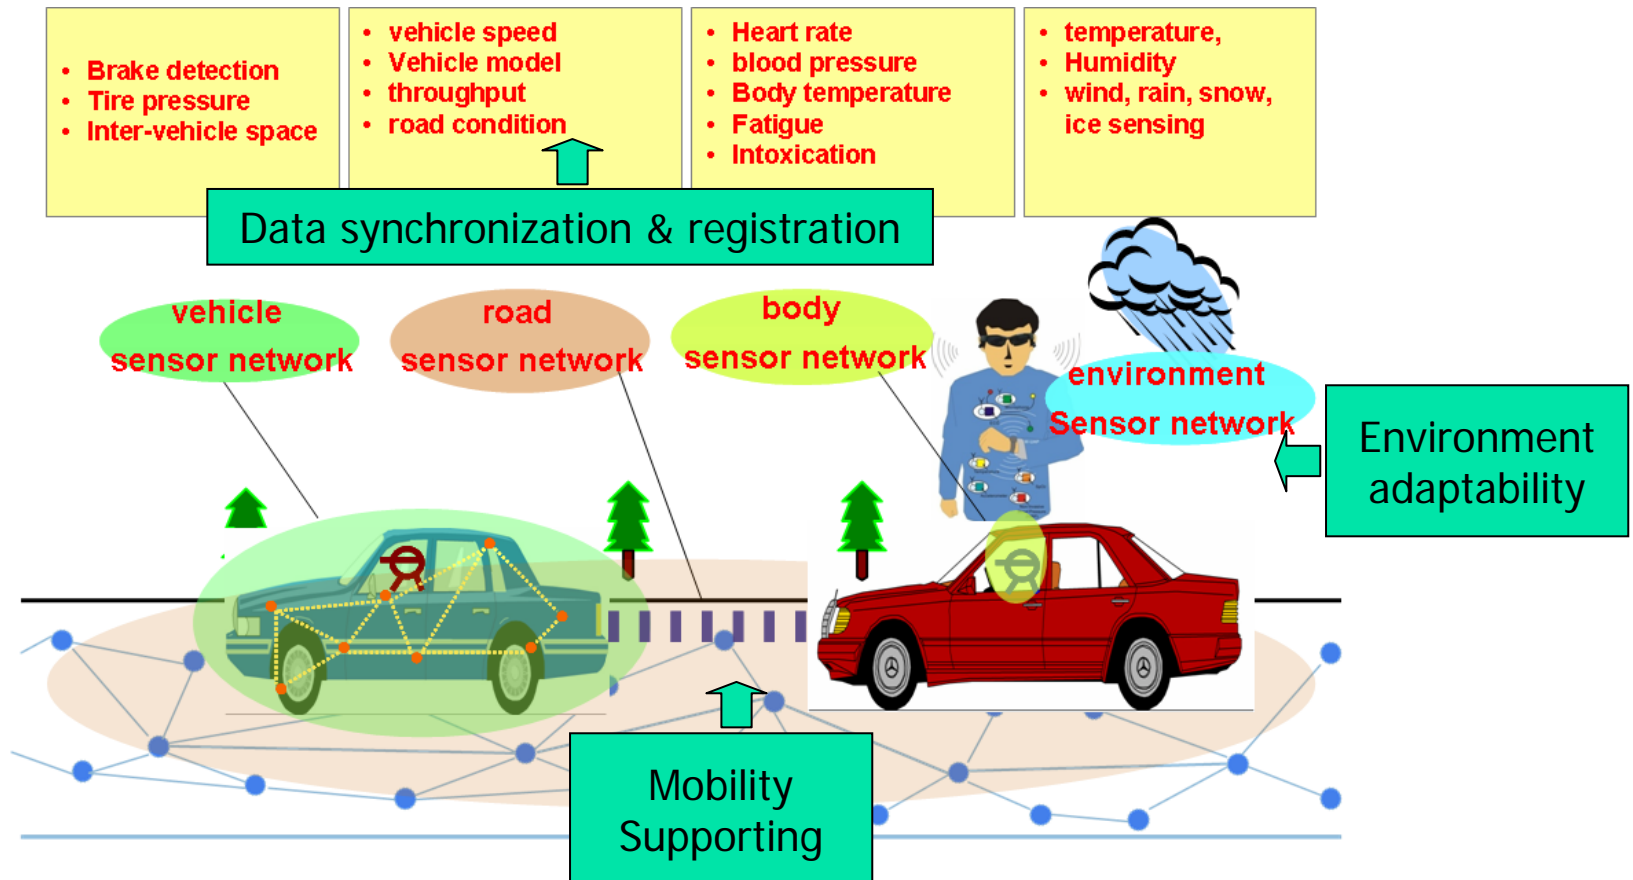 • Brake detection
• Tire pressure
• Inter-vehicle space
• vehicle speed
• Vehicle model
• throughput
• road condition
• Heart rate
• blood pressure
• Body temperature
• Fatigue
• Intoxication
• temperature,
• Humidity
• wind, rain, snow,
ice sensing
Data synchronization & registration
vehicle
sensor network
road
sensor network
body
sensor network
environment
Sensor network
Environment
adaptability
Mobility
Supporting